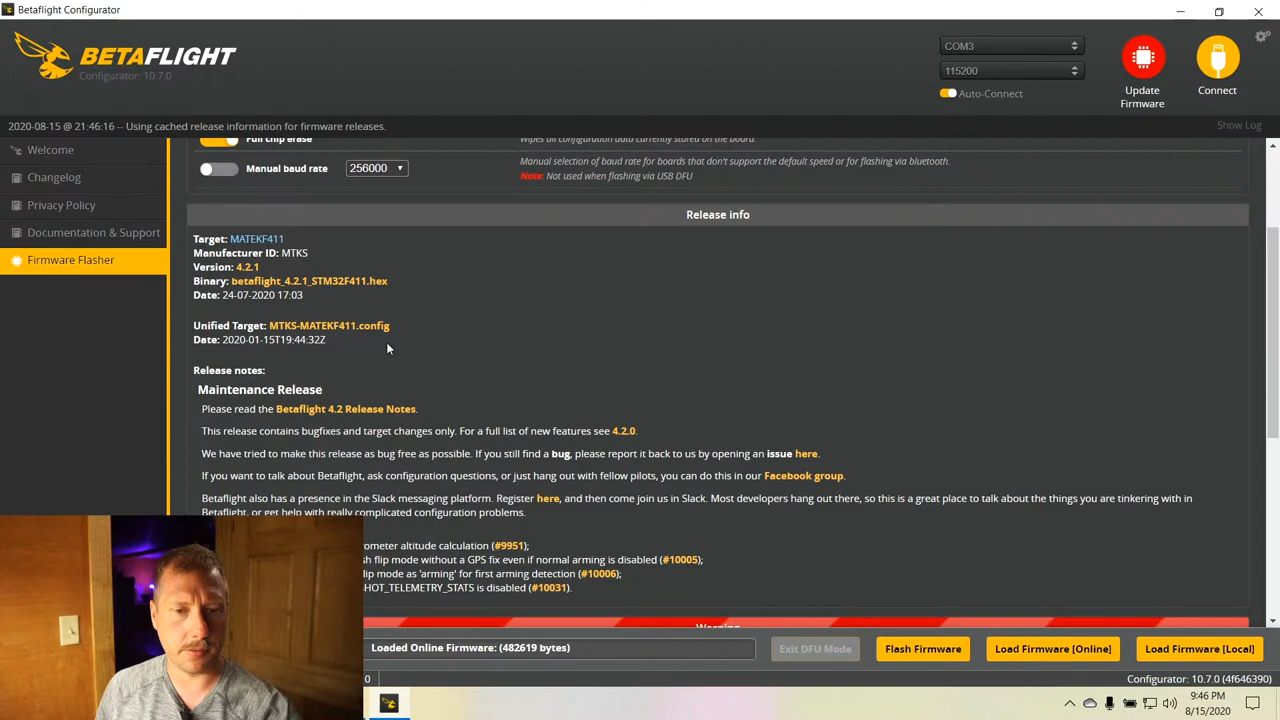 Betaflight Configurator
BETAFLIGHT
Configurator: 10.7.0
COM3
115200
Auto-Connect
Update Firmware
Connect
2020-08-15 @ 21:46:16 -- Using cached release information for firmware releases.
Show Log
Welcome
Changelog
Privacy Policy
Documentation & Support
Firmware Flasher
Full chip erase
Wipes all configuration data currently stored on the board.
Manual baud rate
256000
Manual selection of baud rate for boards that don't support the default speed or for flashing via bluetooth.
Note: Not used when flashing via USB DFU
Release info
Target: MATEKF411
Manufacturer ID: MTKS
Version: 4.2.1
Binary: betaflight_4.2.1_STM32F411.hex
Date: 24-07-2020 17:03
Unified Target: MTKS-MATEKF411.config
Date: 2020-01-15T19:44:32Z
Release notes:
Maintenance Release
Please read the Betaflight 4.2 Release Notes.
This release contains bugfixes and target changes only. For a full list of new features see 4.2.0.
We have tried to make this release as bug free as possible. If you still find a bug, please report it back to us by opening an issue here.
If you want to talk about Betaflight, ask configuration questions, or just hang out with fellow pilots, you can do this in our Facebook group.
Betaflight also has a presence in the Slack messaging platform. Register here, and then come join us in Slack. Most developers hang out there, so this is a great place to talk about the things you are tinkering with in
Betaflight, or get help with really complicated configuration problems.
ometer altitude calculation (#9951);
sh flip mode without a GPS fix even if normal arming is disabled (#10005);
lip mode as 'arming' for first arming detection (#10006);
SHOT_TELEMETRY_STATS is disabled (#10031).
Warning
Loaded Online Firmware: (482619 bytes)
Exit DFU Mode
Flash Firmware
Load Firmware [Online]
Load Firmware [Local]
0
Configurator: 10.7.0 (4f646390)
9:46 PM
8/15/2020